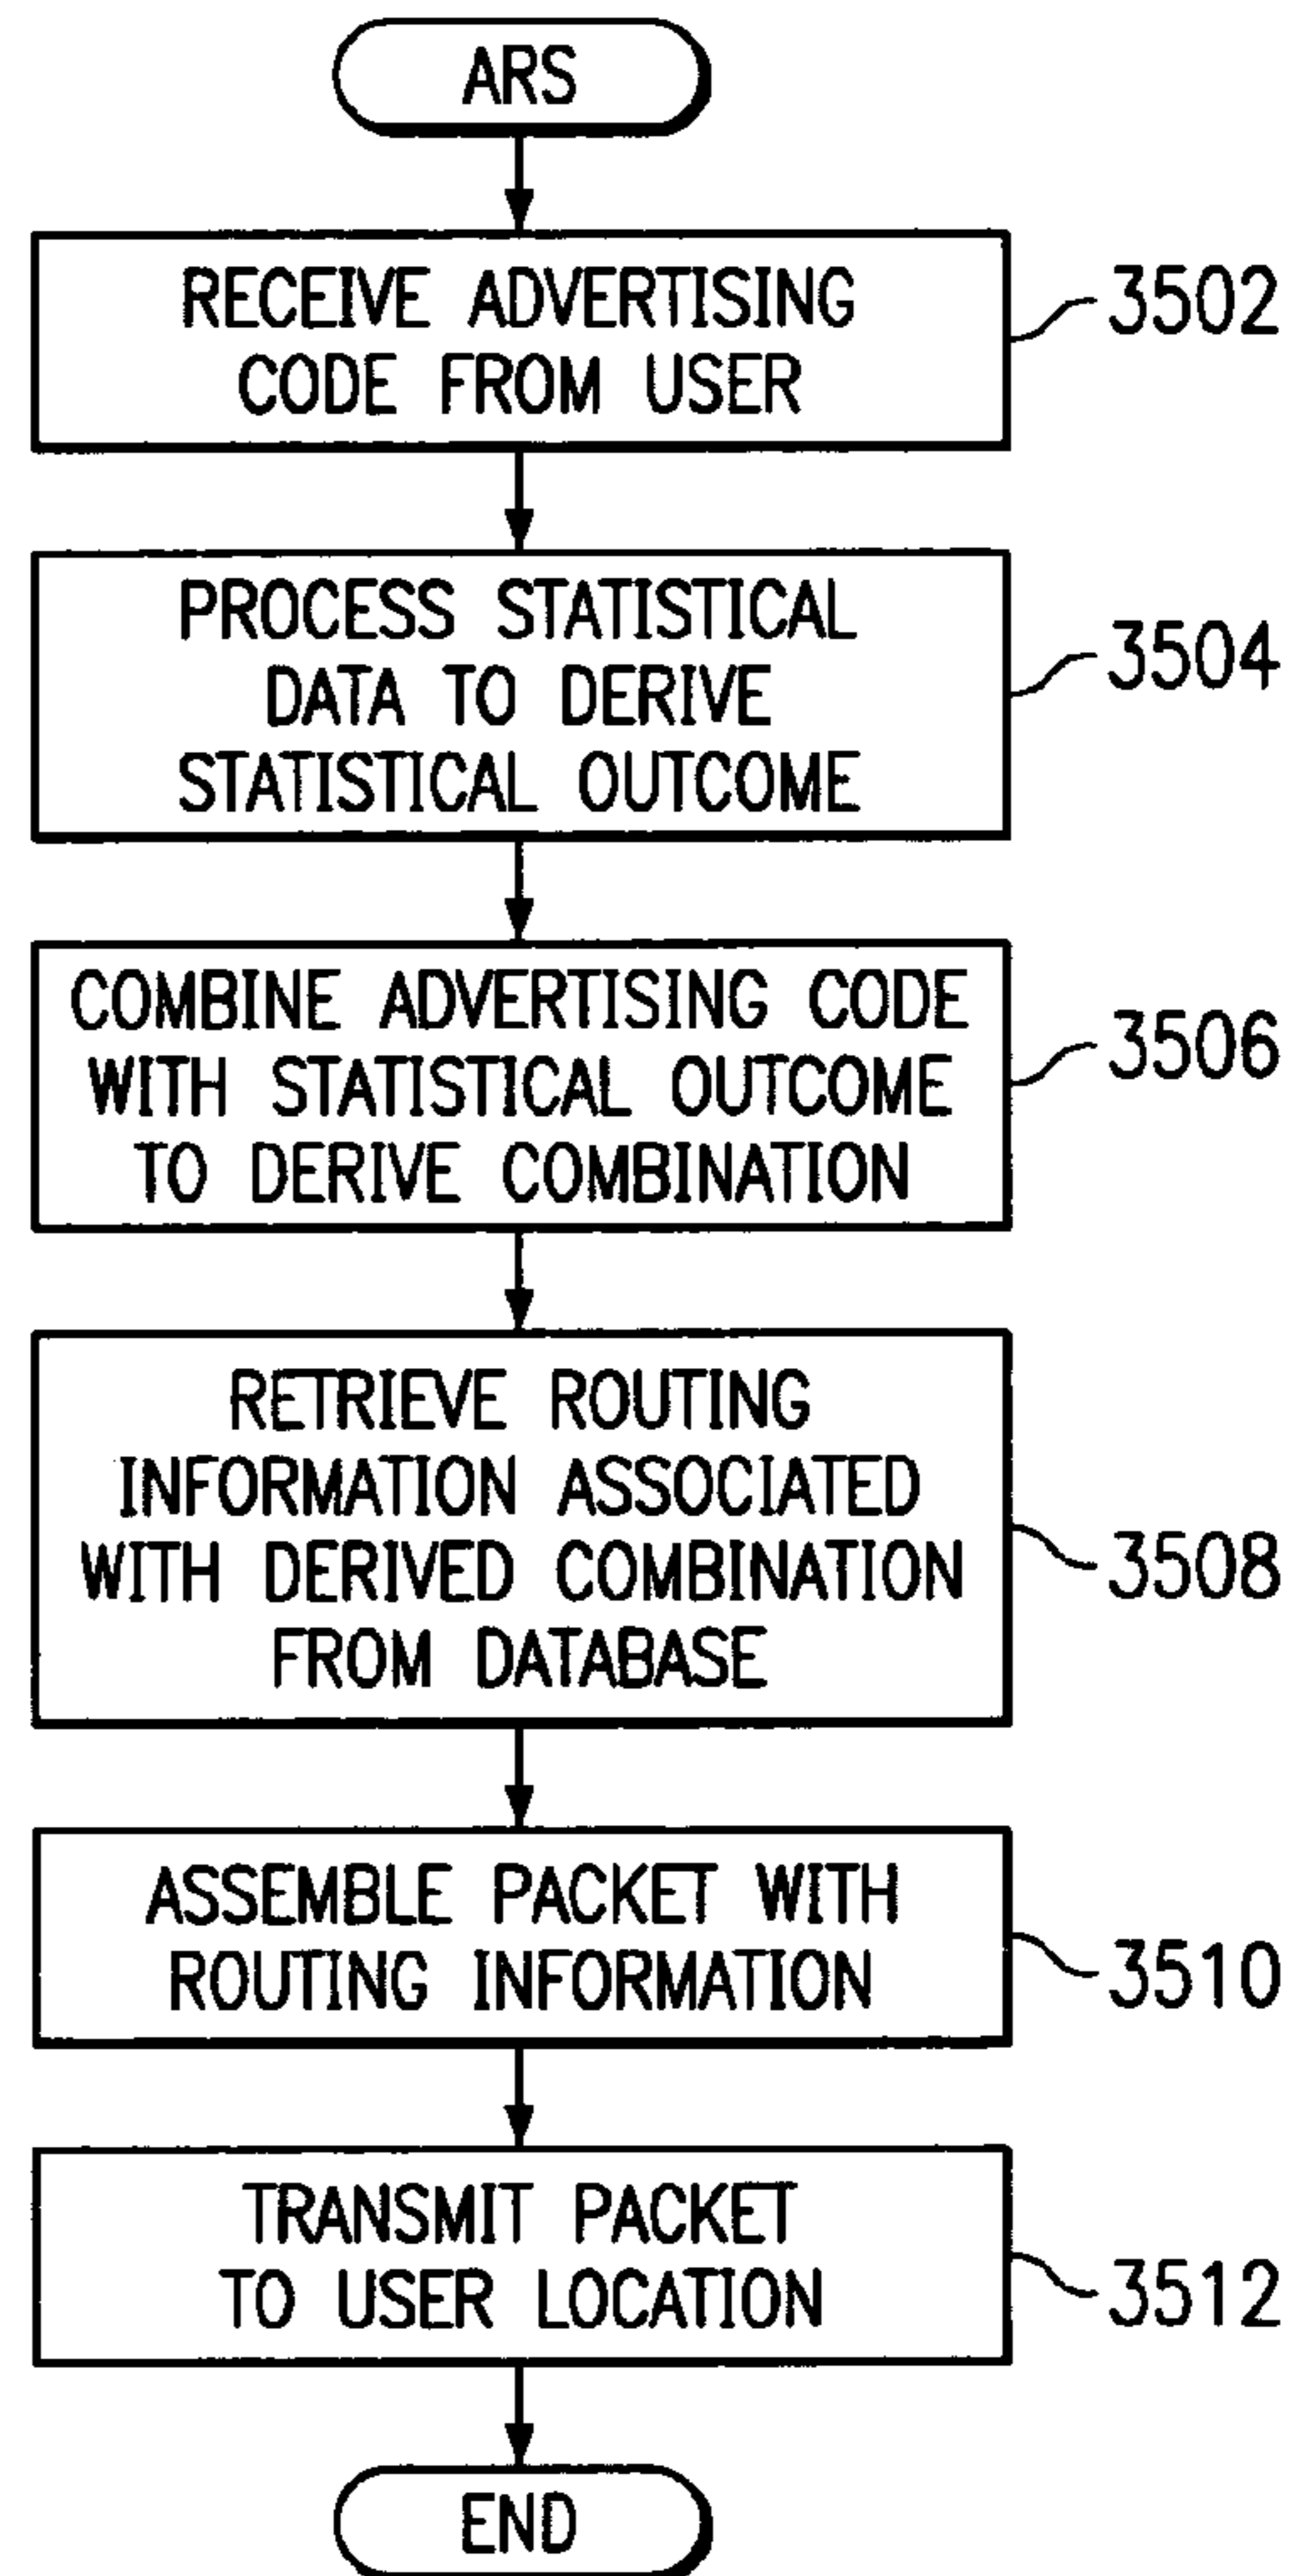 ARS
RECEIVE ADVERTISING
CODE FROM USER
3502
PROCESS STATISTICAL
DATA TO DERIVE
STATISTICAL OUTCOME
3504
COMBINE ADVERTISING CODE
WITH STATISTICAL OUTCOME
TO DERIVE COMBINATION
3506
RETRIEVE ROUTING
INFORMATION ASSOCIATED
WITH DERIVED COMBINATION
FROM DATABASE
3508
ASSEMBLE PACKET WITH
ROUTING INFORMATION
3510
TRANSMIT PACKET
TO USER LOCATION
3512
END